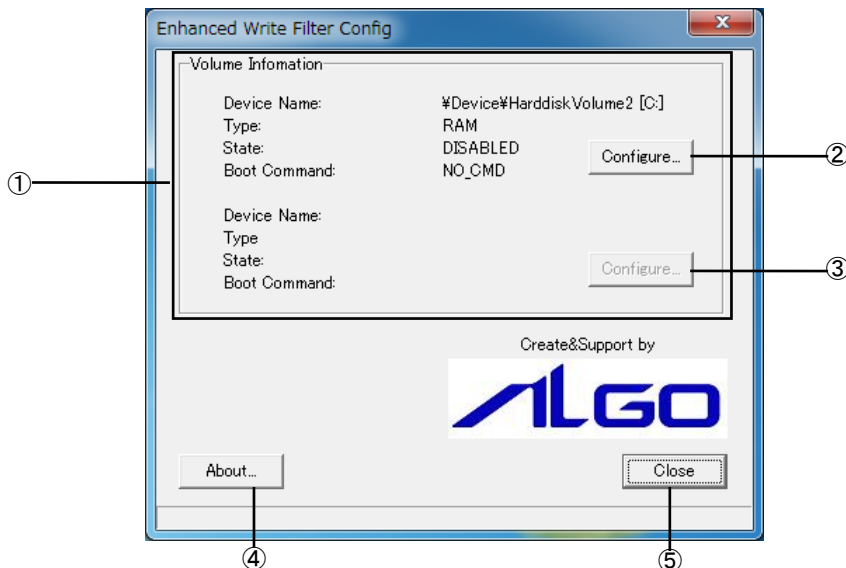 Enhanced Write Filter Config
Volume Infomation
Device Name: ¥Device¥HarddiskVolume2 [C:]
Type: RAM
State: DISABLED
Boot Command: NO_CMD
Configure...
②
①
Device Name:
Type
State:
Boot Command:
Configure...
③
Create&Support by
ALGO
About...
Close
④
⑤